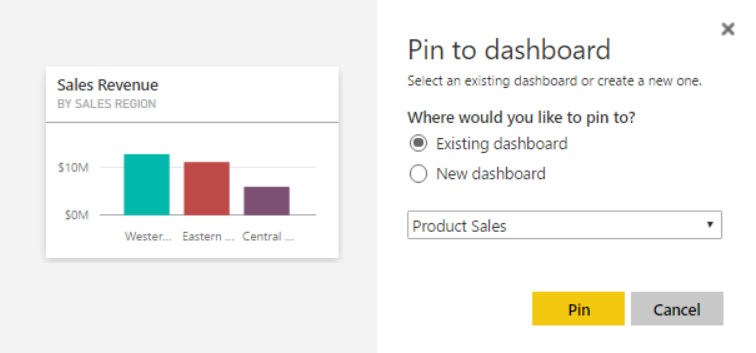 Sales Revenue
BY SALES REGION
$10M
$0M
Wester... Eastern ... Central ...
Pin to dashboard
Select an existing dashboard or create a new one.
Where would you like to pin to?
Existing dashboard
New dashboard
Product Sales
Pin Cancel